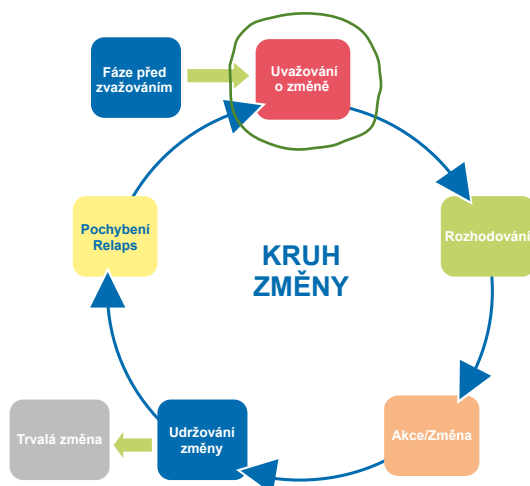 Fáze před
zvažováním
Uvažování
o změně
Rozhodování
Akce/Změna
Udržování
změny
Trvalá změna
Pochybení
Relaps
KRUH
ZMĚNY